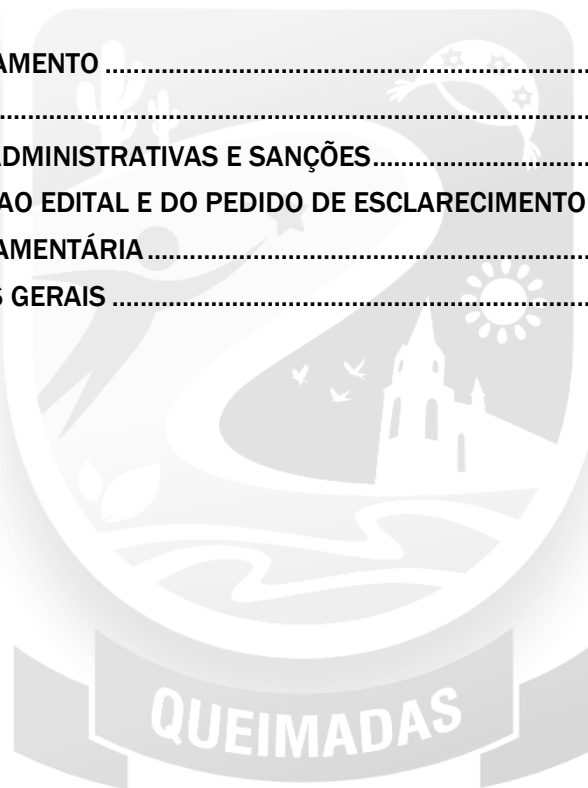 AMENTO ..............................................................................
..............................................................................
ADMINISTRATIVAS E SANÇÕES..............................
AO EDITAL E DO PEDIDO DE ESCLARECIMENTO
AMENTÁRIA..............................................................
S GERAIS ..............................................................
QUEIMADAS